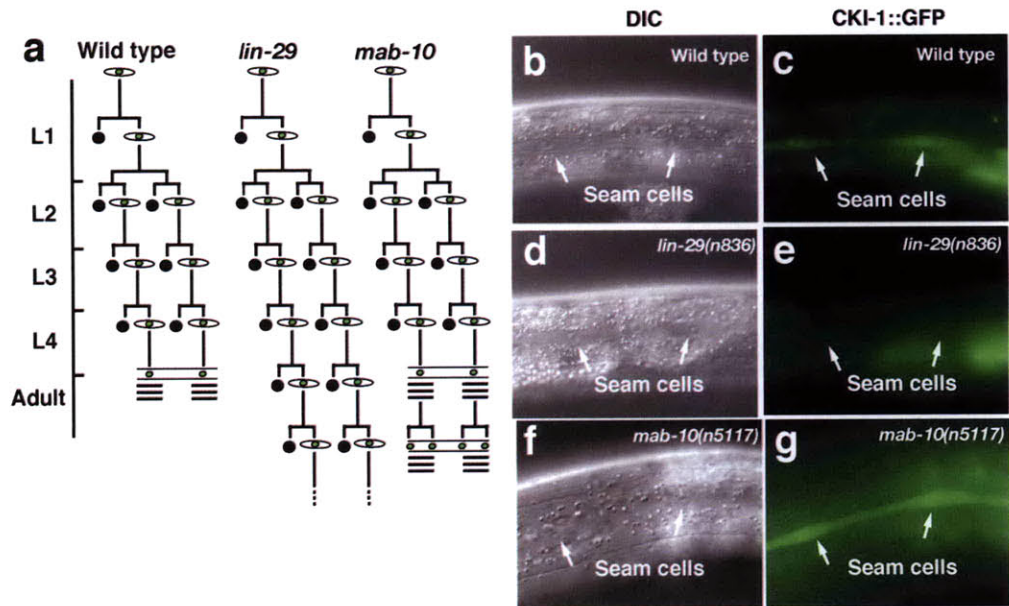 a
Wild type lin-29 mab-10
L1
L2
L3
L4
Adult
DIC CKI-1::GFP
b
Wild type
Seam cells
c
Wild type
Seam cells
d
lin-29(n836)
Seam cells
e
lin-29(n836)
Seam cells
f
mab-10(n5117)
Seam cells
g
mab-10(n5117)
Seam cells